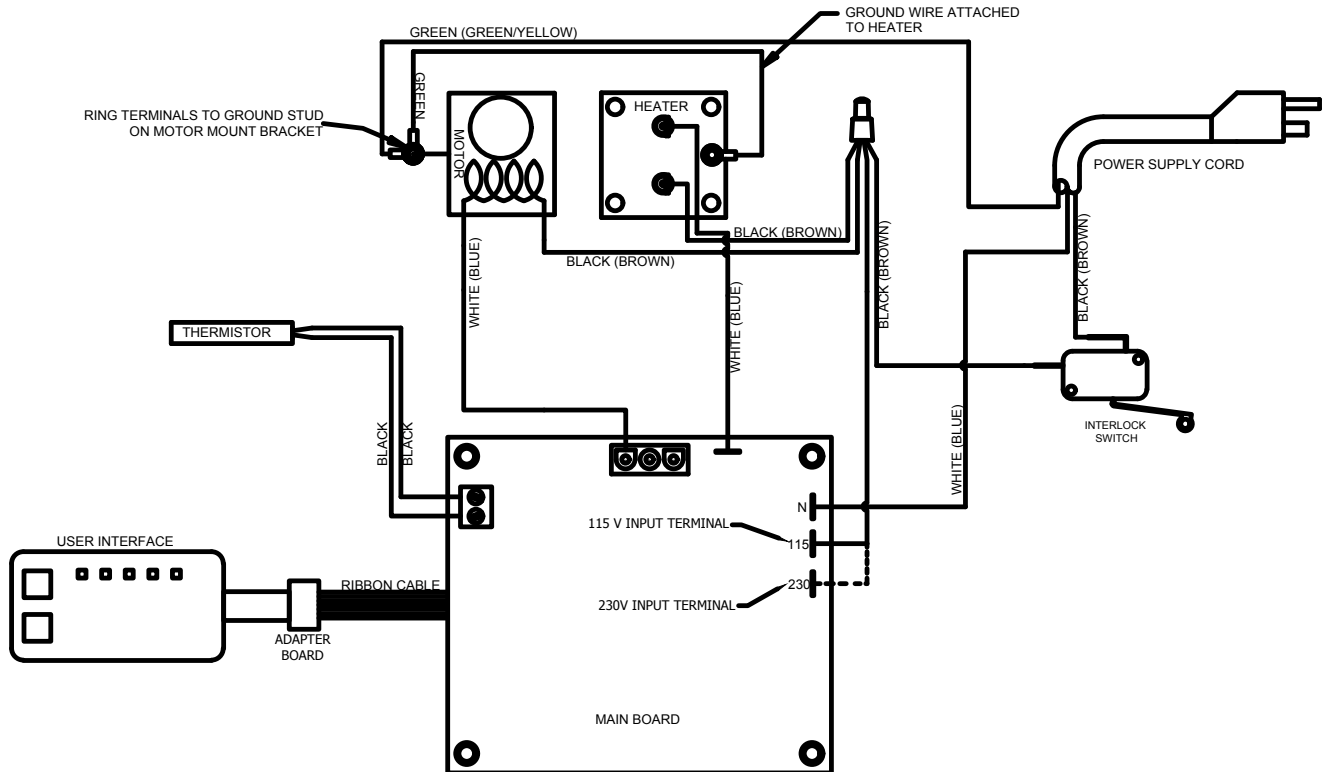 GROUND WIRE ATTACHED
TO HEATER
GREEN (GREEN/YELLOW)
GREEN
RING TERMINALS TO GROUND STUD
ON MOTOR MOUNT BRACKET
MOTOR
HEATER
POWER SUPPLY CORD
BLACK (BROWN)
BLACK (BROWN)
BLACK (BROWN)
BLACK (BROWN)
WHITE (BLUE)
WHITE (BLUE)
THERMISTOR
WHITE (BLUE)
INTERLOCK
SWITCH
BLACK
BLACK
N
115 V INPUT TERMINAL
115
230
230V INPUT TERMINAL
USER INTERFACE
RIBBON CABLE
ADAPTER
BOARD
MAIN BOARD